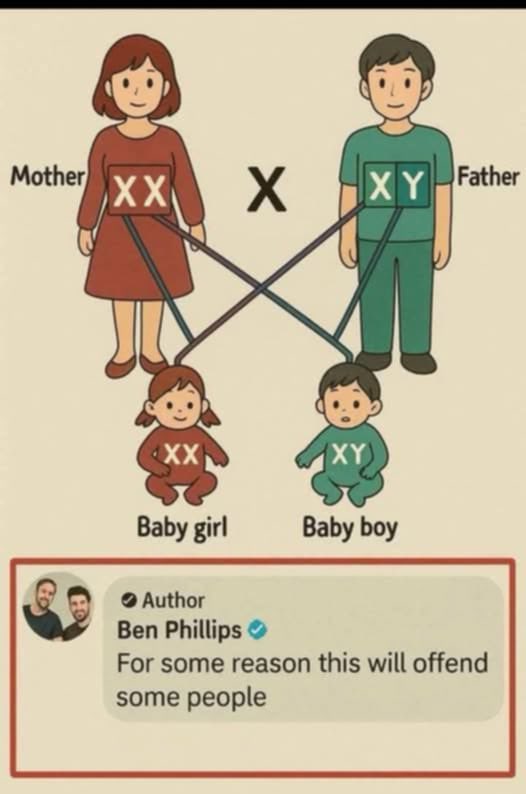 Mother
XX
X
XY
Father
XX
XY
Baby girl
Baby boy
Author
Ben Phillips
For some reason this will offend
some people